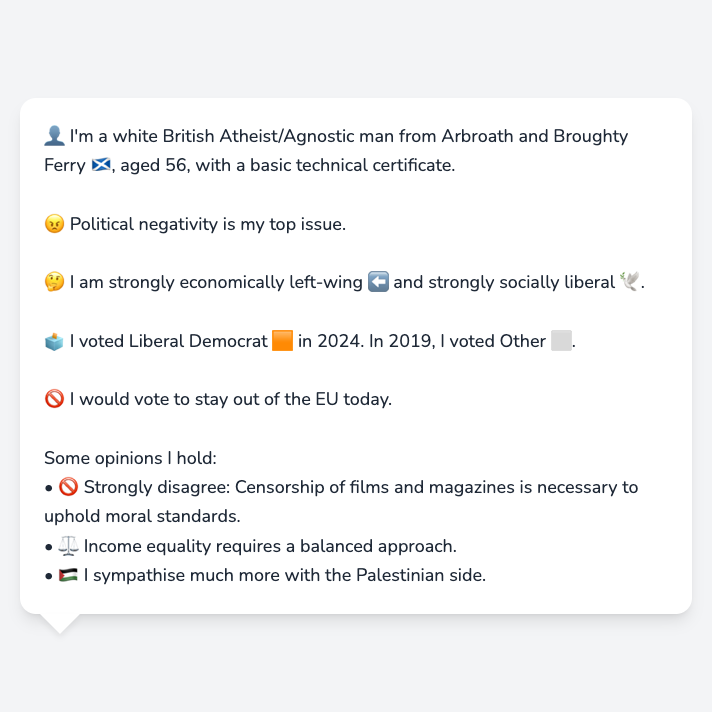 👤 I'm a white British Atheist/Agnostic man from Arbroath and Broughty
Ferry 🏴󠁧󠁢󠁳󠁣󠁴󠁿, aged 56, with a basic technical certificate.
😠 Political negativity is my top issue.
🤔 I am strongly economically left-wing ⬅️ and strongly socially liberal 🕊️.
🗳️ I voted Liberal Democrat 🟧 in 2024. In 2019, I voted Other ⬜.
🚫 I would vote to stay out of the EU today.
Some opinions I hold:
• 🚫 Strongly disagree: Censorship of films and magazines is necessary to
uphold moral standards.
• ⚖️ Income equality requires a balanced approach.
• 🇵🇸 I sympathise much more with the Palestinian side.